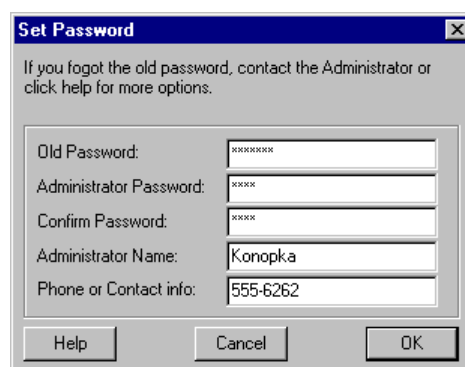 Set Password
If you fogot the old password, contact the Administrator or
click help for more options.
Old Password: *******
Administrator Password: ****
Confirm Password: ****
Administrator Name: Konopka
Phone or Contact info: 555-6262
Help Cancel OK